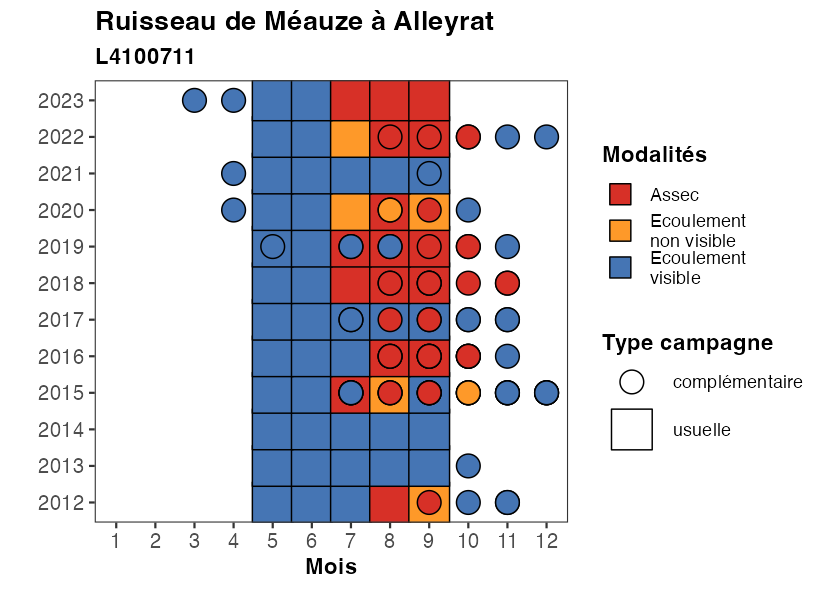 Ruisseau de Méauze à Alleyrat
L4100711
2023
2022
2021
2020
2019
2018
2017
2016
2015
2014
2013
2012
1 2 3 4 5 6 7 8 9 10 11 12
Mois
Modalités
Assec
Ecoulement
non visible
Ecoulement
visible
Type campagne
complémentaire
usuelle